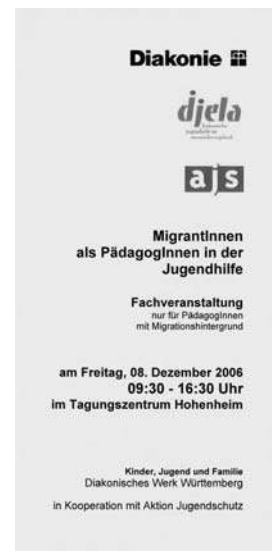 Diakonie
djela
ajs
MigrantInnen
als PädagogInnen in der
Jugendhilfe
Fachveranstaltung
nur für PädagogInnen
mit Migrationshintergrund
am Freitag, 08. Dezember 2006
09:30 - 16:30 Uhr
im Tagungszentrum Hohenheim
Kinder, Jugend und Familie
Diakonisches Werk Württemberg
in Kooperation mit Aktion Jugendschutz